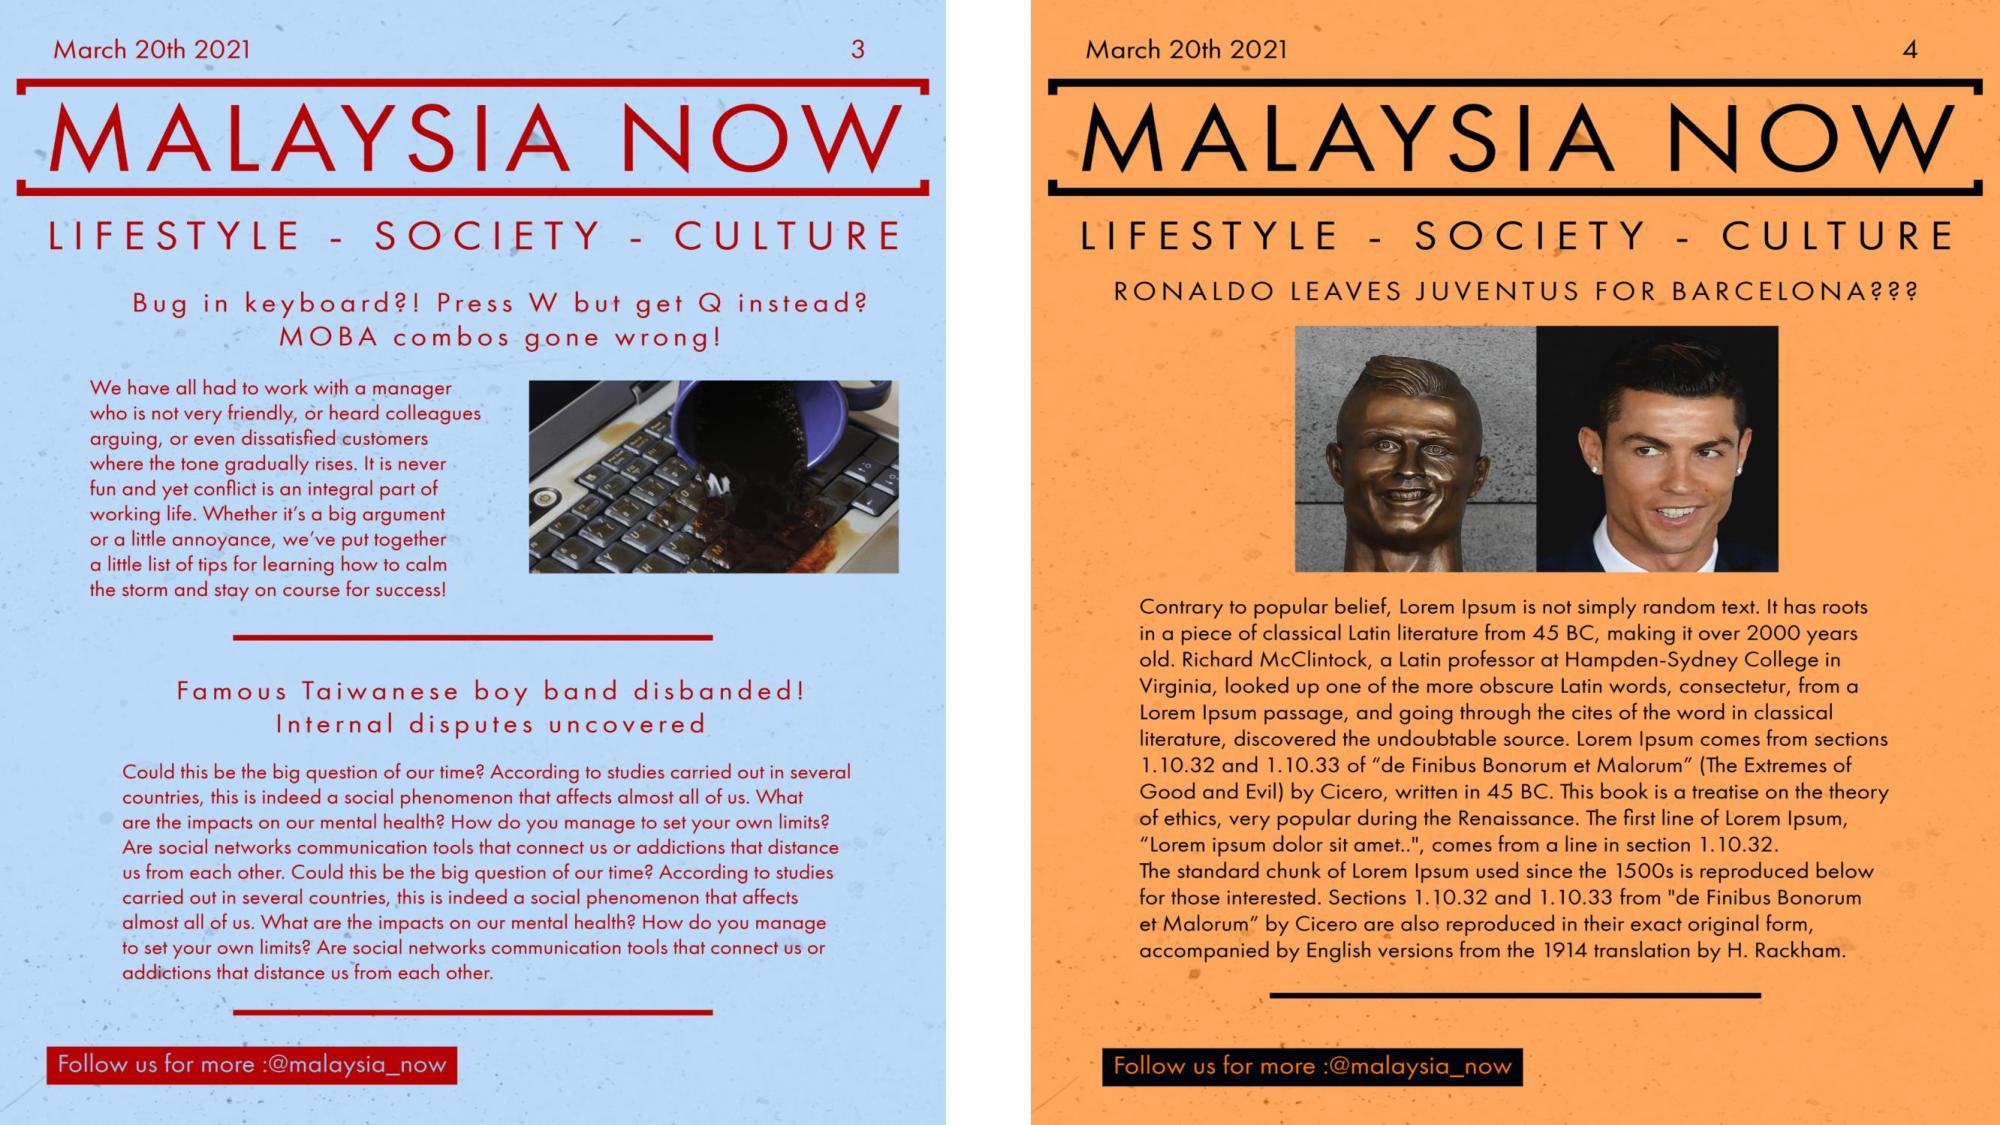 March 20th 2021
3
MALAYSIA NOW
LIFESTYLE - SOCIETY - CULTURE
Bug in keyboard?! Press W but get Q instead?
MOBA combos gone wrong!
We have all had to work with a manager
who is not very friendly, or heard colleagues
arguing, or even dissatisfied customers
where the tone gradually rises. It is never
fun and yet conflict is an integral part of
working life. Whether it's a big argument
or a little annoyance, we've put together
a little list of tips for learning how to calm
the storm and stay on course for success!
Famous Taiwanese boy band disbanded!
Internal disputes uncovered
Could this be the big question of our time? According to studies carried out in several
countries, this is indeed a social phenomenon that affects almost all of us. What
are the impacts on our mental health? How do you manage to set your own limits?
Are social networks communication tools that connect us or addictions that distance
us from each other. Could this be the big question of our time? According to studies
carried out in several countries, this is indeed a social phenomenon that affects
almost all of us. What are the impacts on our mental health? How do you manage
to set your own limits? Are social networks communication tools that connect us or
addictions that distance us from each other.
Follow us for more :@malaysia_now
March 20th 2021
4
MALAYSIA NOW
LIFESTYLE - SOCIETY - CULTURE
RONALDO LEAVES JUVENTUS FOR BARCELONA???
Contrary to popular belief, Lorem Ipsum is not simply random text. It has roots
in a piece of classical Latin literature from 45 BC, making it over 2000 years
old. Richard McClintock, a Latin professor at Hampden-Sydney College in
Virginia, looked up one of the more obscure Latin words, consectetur, from a
Lorem Ipsum passage, and going through the cites of the word in classical
literature, discovered the undoubtable source. Lorem Ipsum comes from sections
1.10.32 and 1.10.33 of “de Finibus Bonorum et Malorum” (The Extremes of
Good and Evil) by Cicero, written in 45 BC. This book is a treatise on the theory
of ethics, very popular during the Renaissance. The first line of Lorem Ipsum,
“Lorem ipsum dolor sit amet..", comes from a line in section 1.10.32.
The standard chunk of Lorem Ipsum used since the 1500s is reproduced below
for those interested. Sections 1.10.32 and 1.10.33 from "de Finibus Bonorum
et Malorum” by Cicero are also reproduced in their exact original form,
accompanied by English versions from the 1914 translation by H. Rackham.
Follow us for more :@malaysia_now